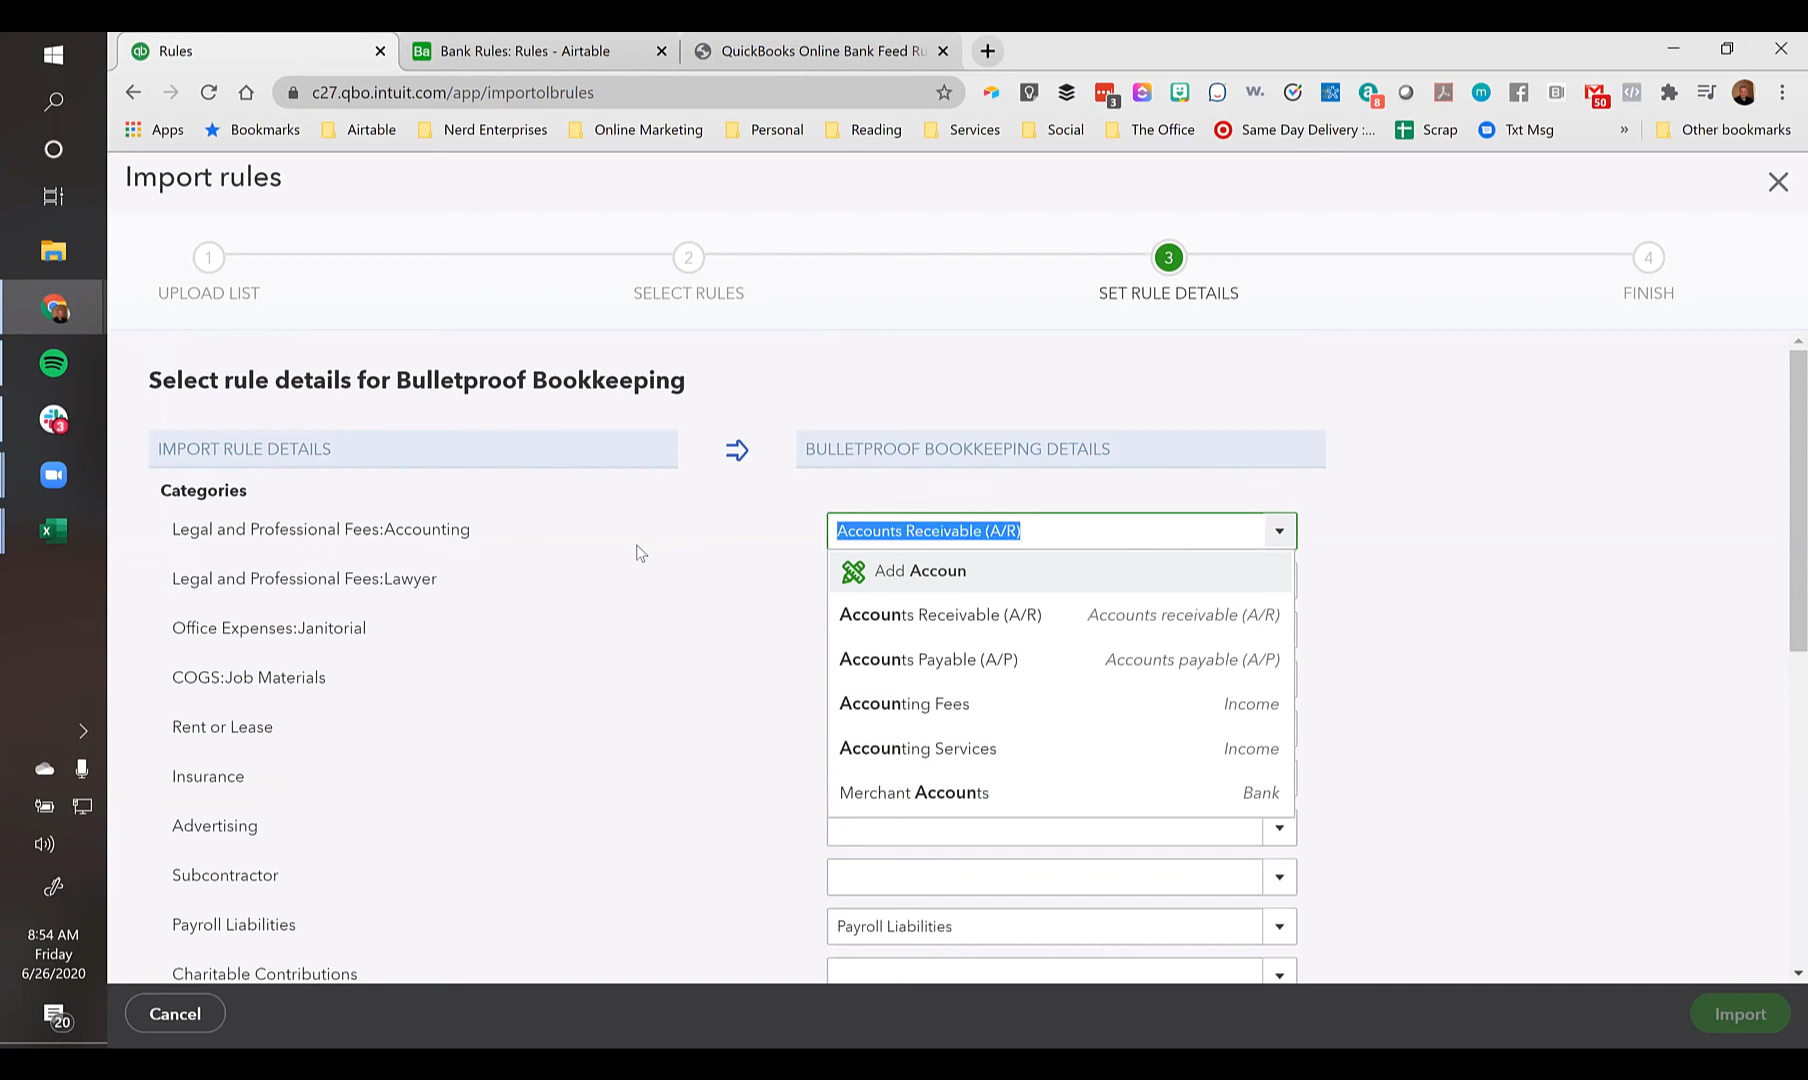 Rules
Ba Bank Rules: Rules - Airtable
QuickBooks Online Bank Feed Ru
c27.qbo.intuit.com/app/importolbrules
Apps
Bookmarks
Airtable
Nerd Enterprises
Online Marketing
Personal
Reading
Services
Social
The Office
Same Day Delivery :...
Scrap
Txt Msg
»
Other bookmarks
3
8
50
Import rules
1
2
3
4
UPLOAD LIST
SELECT RULES
SET RULE DETAILS
FINISH
Select rule details for Bulletproof Bookkeeping
IMPORT RULE DETAILS
BULLETPROOF BOOKKEEPING DETAILS
Categories
Legal and Professional Fees:Accounting
Accounts Receivable (A/R)
Add Accoun
Legal and Professional Fees:Lawyer
Accounts Receivable (A/R) Accounts receivable (A/R)
Office Expenses:Janitorial
Accounts Payable (A/P) Accounts payable (A/P)
COGS:Job Materials
Accounting Fees Income
Rent or Lease
Accounting Services Income
Insurance
Merchant Accounts Bank
Advertising
Subcontractor
Payroll Liabilities
Payroll Liabilities
Charitable Contributions
Cancel
Import
3
8:54 AM
Friday
6/26/2020
20